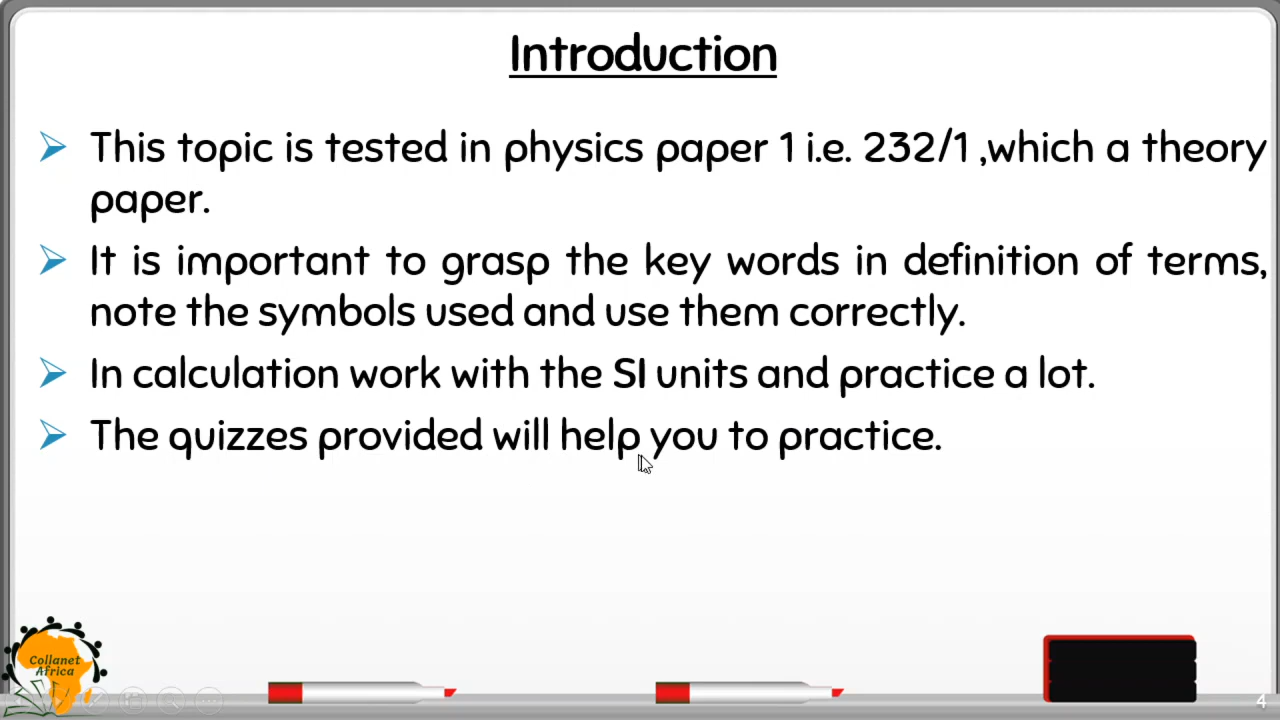 Introduction
This topic is tested in physics paper 1 i.e. 232/1 ,which a theory
paper.
It is important to grasp the key words in definition of terms,
note the symbols used and use them correctly.
In calculation work with the SI units and practice a lot.
The quizzes provided will help you to practice.
Collanet
Africa
4